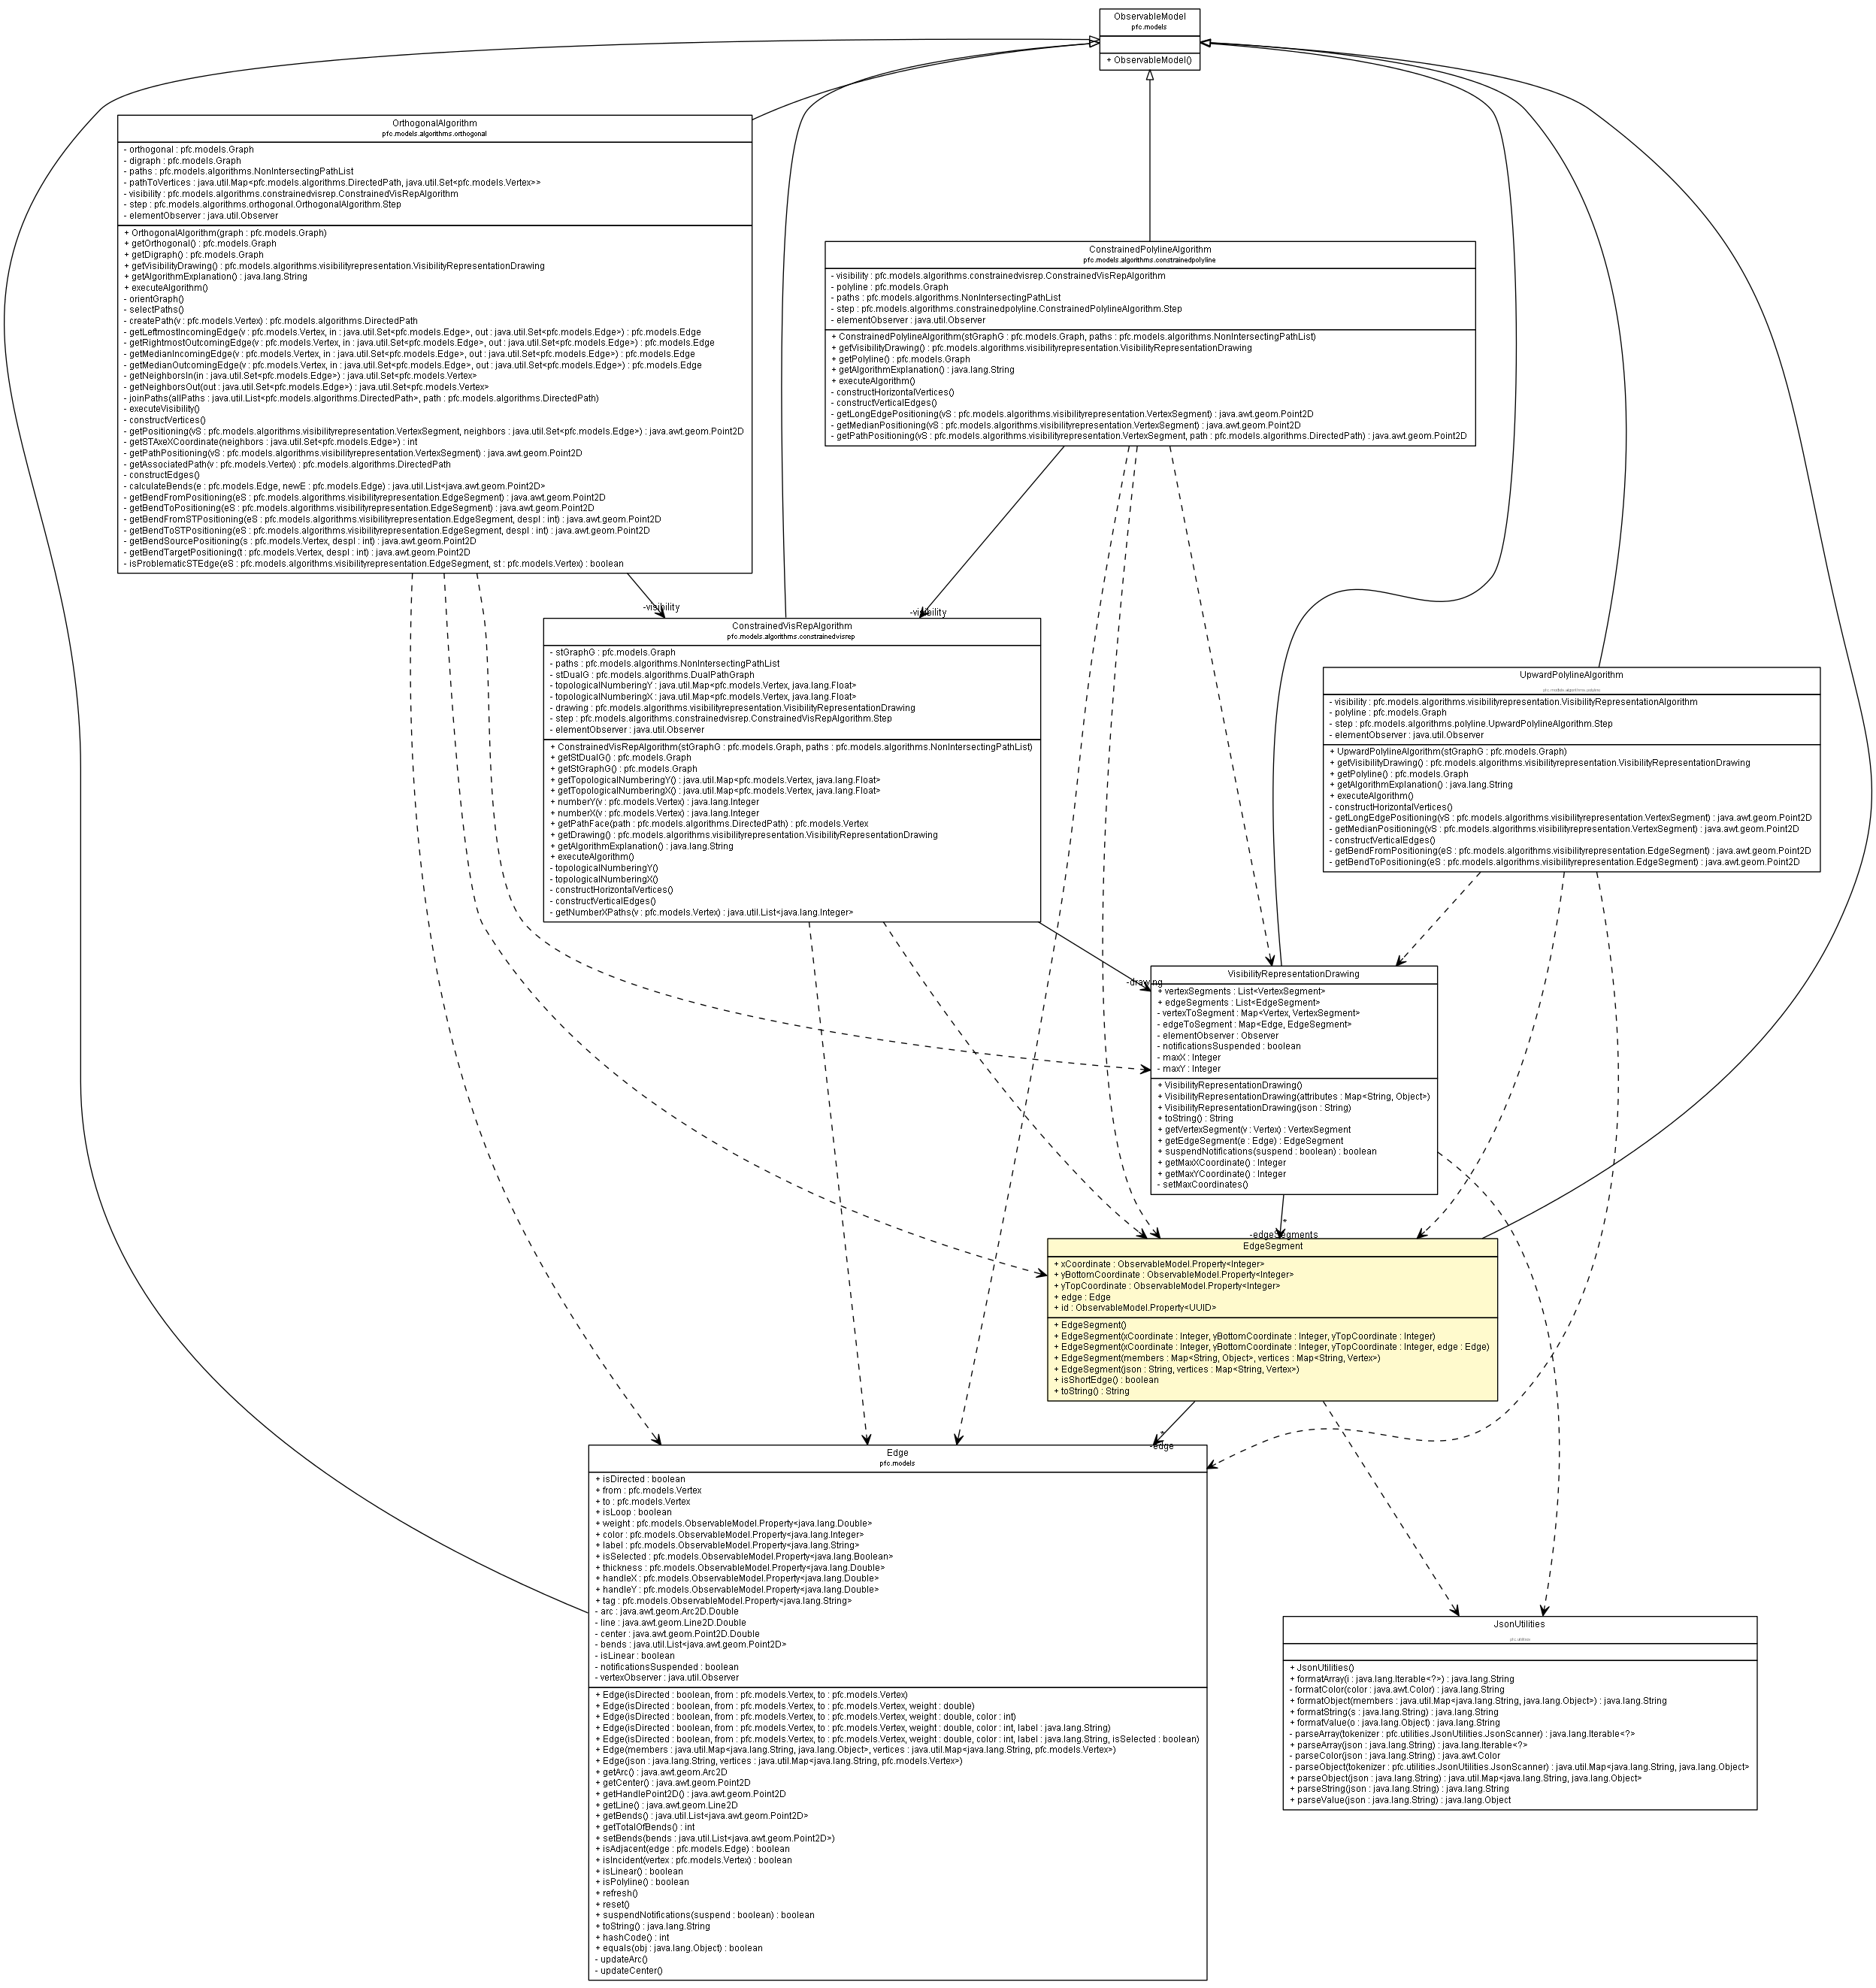 ObservableModel
pfc.models
+ ObservableModel()
OrthogonalAlgorithm
pfc.models.algorithms.orthogonal
- orthogonal : pfc.models.Graph
- digraph : pfc.models.Graph
- paths : pfc.models.algorithms.NonIntersectingPathList
- pathToVertices : java.util.Map<pfc.models.algorithms.DirectedPath, java.util.Set<pfc.models.Vertex>>
- visibility : pfc.models.algorithms.constrainedvisrep.ConstrainedVisRepAlgorithm
- step : pfc.models.algorithms.orthogonal.OrthogonalAlgorithm.Step
- elementObserver : java.util.Observer
+ OrthogonalAlgorithm(graph : pfc.models.Graph)
+ getOrthogonal() : pfc.models.Graph
+ getDigraph() : pfc.models.Graph
+ getVisibilityDrawing() : pfc.models.algorithms.visibilityrepresentation.VisibilityRepresentationDrawing
+ getAlgorithmExplanation() : java.lang.String
+ executeAlgorithm()
- orientGraph()
- selectPaths()
- createPath(v : pfc.models.Vertex) : pfc.models.algorithms.DirectedPath
- getLeftmostIncomingEdge(v : pfc.models.Vertex, in : java.util.Set<pfc.models.Edge>, out : java.util.Set<pfc.models.Edge>) : pfc.models.Edge
- getRightmostOutcomingEdge(v : pfc.models.Vertex, in : java.util.Set<pfc.models.Edge>, out : java.util.Set<pfc.models.Edge>) : pfc.models.Edge
- getMedianIncomingEdge(v : pfc.models.Vertex, in : java.util.Set<pfc.models.Edge>, out : java.util.Set<pfc.models.Edge>) : pfc.models.Edge
- getMedianOutcomingEdge(v : pfc.models.Vertex, in : java.util.Set<pfc.models.Edge>, out : java.util.Set<pfc.models.Edge>) : pfc.models.Edge
- getNeighborsIn(in : java.util.Set<pfc.models.Edge>) : java.util.Set<pfc.models.Vertex>
- getNeighborsOut(out : java.util.Set<pfc.models.Edge>) : java.util.Set<pfc.models.Vertex>
- joinPaths(allPaths : java.util.List<pfc.models.algorithms.DirectedPath>, path : pfc.models.algorithms.DirectedPath)
- executeVisibility()
- constructVertices()
- getPositioning(vS : pfc.models.algorithms.visibilityrepresentation.VertexSegment, neighbors : java.util.Set<pfc.models.Edge>) : java.awt.geom.Point2D
- getSTAxeXCoordinate(neighbors : java.util.Set<pfc.models.Edge>) : int
- getPathPositioning(vS : pfc.models.algorithms.visibilityrepresentation.VertexSegment) : java.awt.geom.Point2D
- getAssociatedPath(v : pfc.models.Vertex) : pfc.models.algorithms.DirectedPath
- constructEdges()
- calculateBends(e : pfc.models.Edge, newE : pfc.models.Edge) : java.util.List<java.awt.geom.Point2D>
- getBendFromPositioning(eS : pfc.models.algorithms.visibilityrepresentation.EdgeSegment) : java.awt.geom.Point2D
- getBendToPositioning(eS : pfc.models.algorithms.visibilityrepresentation.EdgeSegment) : java.awt.geom.Point2D
- getBendFromSTPositioning(eS : pfc.models.algorithms.visibilityrepresentation.EdgeSegment, despl : int) : java.awt.geom.Point2D
- getBendToSTPositioning(eS : pfc.models.algorithms.visibilityrepresentation.EdgeSegment, despl : int) : java.awt.geom.Point2D
- getBendSourcePositioning(s : pfc.models.Vertex, despl : int) : java.awt.geom.Point2D
- getBendTargetPositioning(t : pfc.models.Vertex, despl : int) : java.awt.geom.Point2D
- isProblematicSTEdge(eS : pfc.models.algorithms.visibilityrepresentation.EdgeSegment, st : pfc.models.Vertex) : boolean
ConstrainedPolylineAlgorithm
pfc.models.algorithms.constrainedpolyline
- visibility : pfc.models.algorithms.constrainedvisrep.ConstrainedVisRepAlgorithm
- polyline : pfc.models.Graph
- paths : pfc.models.algorithms.NonIntersectingPathList
- step : pfc.models.algorithms.constrainedpolyline.ConstrainedPolylineAlgorithm.Step
- elementObserver : java.util.Observer
+ ConstrainedPolylineAlgorithm(stGraphG : pfc.models.Graph, paths : pfc.models.algorithms.NonIntersectingPathList)
+ getVisibilityDrawing() : pfc.models.algorithms.visibilityrepresentation.VisibilityRepresentationDrawing
+ getPolyline() : pfc.models.Graph
+ getAlgorithmExplanation() : java.lang.String
+ executeAlgorithm()
- constructHorizontalVertices()
- constructVerticalEdges()
- getLongEdgePositioning(vS : pfc.models.algorithms.visibilityrepresentation.VertexSegment) : java.awt.geom.Point2D
- getMedianPositioning(vS : pfc.models.algorithms.visibilityrepresentation.VertexSegment) : java.awt.geom.Point2D
- getPathPositioning(vS : pfc.models.algorithms.visibilityrepresentation.VertexSegment, path : pfc.models.algorithms.DirectedPath) : java.awt.geom.Point2D
-visibility
-visibility
ConstrainedVisRepAlgorithm
pfc.models.algorithms.constrainedvisrep
- stGraphG : pfc.models.Graph
- paths : pfc.models.algorithms.NonIntersectingPathList
- stDualG : pfc.models.algorithms.DualPathGraph
- topologicalNumberingY : java.util.Map<pfc.models.Vertex, java.lang.Float>
- topologicalNumberingX : java.util.Map<pfc.models.Vertex, java.lang.Float>
- drawing : pfc.models.algorithms.visibilityrepresentation.VisibilityRepresentationDrawing
- step : pfc.models.algorithms.constrainedvisrep.ConstrainedVisRepAlgorithm.Step
- elementObserver : java.util.Observer
+ ConstrainedVisRepAlgorithm(stGraphG : pfc.models.Graph, paths : pfc.models.algorithms.NonIntersectingPathList)
+ getStDualG() : pfc.models.Graph
+ getStGraphG() : pfc.models.Graph
+ getTopologicalNumberingY() : java.util.Map<pfc.models.Vertex, java.lang.Float>
+ getTopologicalNumberingX() : java.util.Map<pfc.models.Vertex, java.lang.Float>
+ numberY(v : pfc.models.Vertex) : java.lang.Integer
+ numberX(v : pfc.models.Vertex) : java.lang.Integer
+ getPathFace(path : pfc.models.algorithms.DirectedPath) : pfc.models.Vertex
+ getDrawing() : pfc.models.algorithms.visibilityrepresentation.VisibilityRepresentationDrawing
+ getAlgorithmExplanation() : java.lang.String
+ executeAlgorithm()
- topologicalNumberingY()
- topologicalNumberingX()
- constructHorizontalVertices()
- constructVerticalEdges()
- getNumberXPaths(v : pfc.models.Vertex) : java.util.List<java.lang.Integer>
UpwardPolylineAlgorithm
pfc.models.algorithms.polyline
- visibility : pfc.models.algorithms.visibilityrepresentation.VisibilityRepresentationAlgorithm
- polyline : pfc.models.Graph
- step : pfc.models.algorithms.polyline.UpwardPolylineAlgorithm.Step
- elementObserver : java.util.Observer
+ UpwardPolylineAlgorithm(stGraphG : pfc.models.Graph)
+ getVisibilityDrawing() : pfc.models.algorithms.visibilityrepresentation.VisibilityRepresentationDrawing
+ getPolyline() : pfc.models.Graph
+ getAlgorithmExplanation() : java.lang.String
+ executeAlgorithm()
- constructHorizontalVertices()
- getLongEdgePositioning(vS : pfc.models.algorithms.visibilityrepresentation.VertexSegment) : java.awt.geom.Point2D
- getMedianPositioning(vS : pfc.models.algorithms.visibilityrepresentation.VertexSegment) : java.awt.geom.Point2D
- constructVerticalEdges()
- getBendFromPositioning(eS : pfc.models.algorithms.visibilityrepresentation.EdgeSegment) : java.awt.geom.Point2D
- getBendToPositioning(eS : pfc.models.algorithms.visibilityrepresentation.EdgeSegment) : java.awt.geom.Point2D
-drawing
VisibilityRepresentationDrawing
+ vertexSegments : List<VertexSegment>
+ edgeSegments : List<EdgeSegment>
- vertexToSegment : Map<Vertex, VertexSegment>
- edgeToSegment : Map<Edge, EdgeSegment>
- elementObserver : Observer
- notificationsSuspended : boolean
- maxX : Integer
- maxY : Integer
+ VisibilityRepresentationDrawing()
+ VisibilityRepresentationDrawing(attributes : Map<String, Object>)
+ VisibilityRepresentationDrawing(json : String)
+ toString() : String
+ getVertexSegment(v : Vertex) : VertexSegment
+ getEdgeSegment(e : Edge) : EdgeSegment
+ suspendNotifications(suspend : boolean) : boolean
+ getMaxXCoordinate() : Integer
+ getMaxYCoordinate() : Integer
- setMaxCoordinates()
*
-edgeSegments
EdgeSegment
+ xCoordinate : ObservableModel.Property<Integer>
+ yBottomCoordinate : ObservableModel.Property<Integer>
+ yTopCoordinate : ObservableModel.Property<Integer>
+ edge : Edge
+ id : ObservableModel.Property<UUID>
+ EdgeSegment()
+ EdgeSegment(xCoordinate : Integer, yBottomCoordinate : Integer, yTopCoordinate : Integer)
+ EdgeSegment(xCoordinate : Integer, yBottomCoordinate : Integer, yTopCoordinate : Integer, edge : Edge)
+ EdgeSegment(members : Map<String, Object>, vertices : Map<String, Vertex>)
+ EdgeSegment(json : String, vertices : Map<String, Vertex>)
+ isShortEdge() : boolean
+ toString() : String
*
-edge
Edge
pfc.models
+ isDirected : boolean
+ from : pfc.models.Vertex
+ to : pfc.models.Vertex
+ isLoop : boolean
+ weight : pfc.models.ObservableModel.Property<java.lang.Double>
+ color : pfc.models.ObservableModel.Property<java.lang.Integer>
+ label : pfc.models.ObservableModel.Property<java.lang.String>
+ isSelected : pfc.models.ObservableModel.Property<java.lang.Boolean>
+ thickness : pfc.models.ObservableModel.Property<java.lang.Double>
+ handleX : pfc.models.ObservableModel.Property<java.lang.Double>
+ handleY : pfc.models.ObservableModel.Property<java.lang.Double>
+ tag : pfc.models.ObservableModel.Property<java.lang.String>
- arc : java.awt.geom.Arc2D.Double
- line : java.awt.geom.Line2D.Double
- center : java.awt.geom.Point2D.Double
- bends : java.util.List<java.awt.geom.Point2D>
- isLinear : boolean
- notificationsSuspended : boolean
- vertexObserver : java.util.Observer
+ Edge(isDirected : boolean, from : pfc.models.Vertex, to : pfc.models.Vertex)
+ Edge(isDirected : boolean, from : pfc.models.Vertex, to : pfc.models.Vertex, weight : double)
+ Edge(isDirected : boolean, from : pfc.models.Vertex, to : pfc.models.Vertex, weight : double, color : int)
+ Edge(isDirected : boolean, from : pfc.models.Vertex, to : pfc.models.Vertex, weight : double, color : int, label : java.lang.String)
+ Edge(isDirected : boolean, from : pfc.models.Vertex, to : pfc.models.Vertex, weight : double, color : int, label : java.lang.String, isSelected : boolean)
+ Edge(members : java.util.Map<java.lang.String, java.lang.Object>, vertices : java.util.Map<java.lang.String, pfc.models.Vertex>)
+ Edge(json : java.lang.String, vertices : java.util.Map<java.lang.String, pfc.models.Vertex>)
+ getArc() : java.awt.geom.Arc2D
+ getCenter() : java.awt.geom.Point2D
+ getHandlePoint2D() : java.awt.geom.Point2D
+ getLine() : java.awt.geom.Line2D
+ getBends() : java.util.List<java.awt.geom.Point2D>
+ getTotalOfBends() : int
+ setBends(bends : java.util.List<java.awt.geom.Point2D>)
+ isAdjacent(edge : pfc.models.Edge) : boolean
+ isIncident(vertex : pfc.models.Vertex) : boolean
+ isLinear() : boolean
+ isPolyline() : boolean
+ refresh()
+ reset()
+ suspendNotifications(suspend : boolean) : boolean
+ toString() : java.lang.String
+ hashCode() : int
+ equals(obj : java.lang.Object) : boolean
- updateArc()
- updateCenter()
JsonUtilities
pfc.utilities
+ JsonUtilities()
+ formatArray(i : java.lang.Iterable<?>) : java.lang.String
- formatColor(color : java.awt.Color) : java.lang.String
+ formatObject(members : java.util.Map<java.lang.String, java.lang.Object>) : java.lang.String
+ formatString(s : java.lang.String) : java.lang.String
+ formatValue(o : java.lang.Object) : java.lang.String
- parseArray(tokenizer : pfc.utilities.JsonUtilities.JsonScanner) : java.lang.Iterable<?>
+ parseArray(json : java.lang.String) : java.lang.Iterable<?>
- parseColor(json : java.lang.String) : java.awt.Color
- parseObject(tokenizer : pfc.utilities.JsonUtilities.JsonScanner) : java.util.Map<java.lang.String, java.lang.Object>
+ parseObject(json : java.lang.String) : java.util.Map<java.lang.String, java.lang.Object>
+ parseString(json : java.lang.String) : java.lang.String
+ parseValue(json : java.lang.String) : java.lang.Object